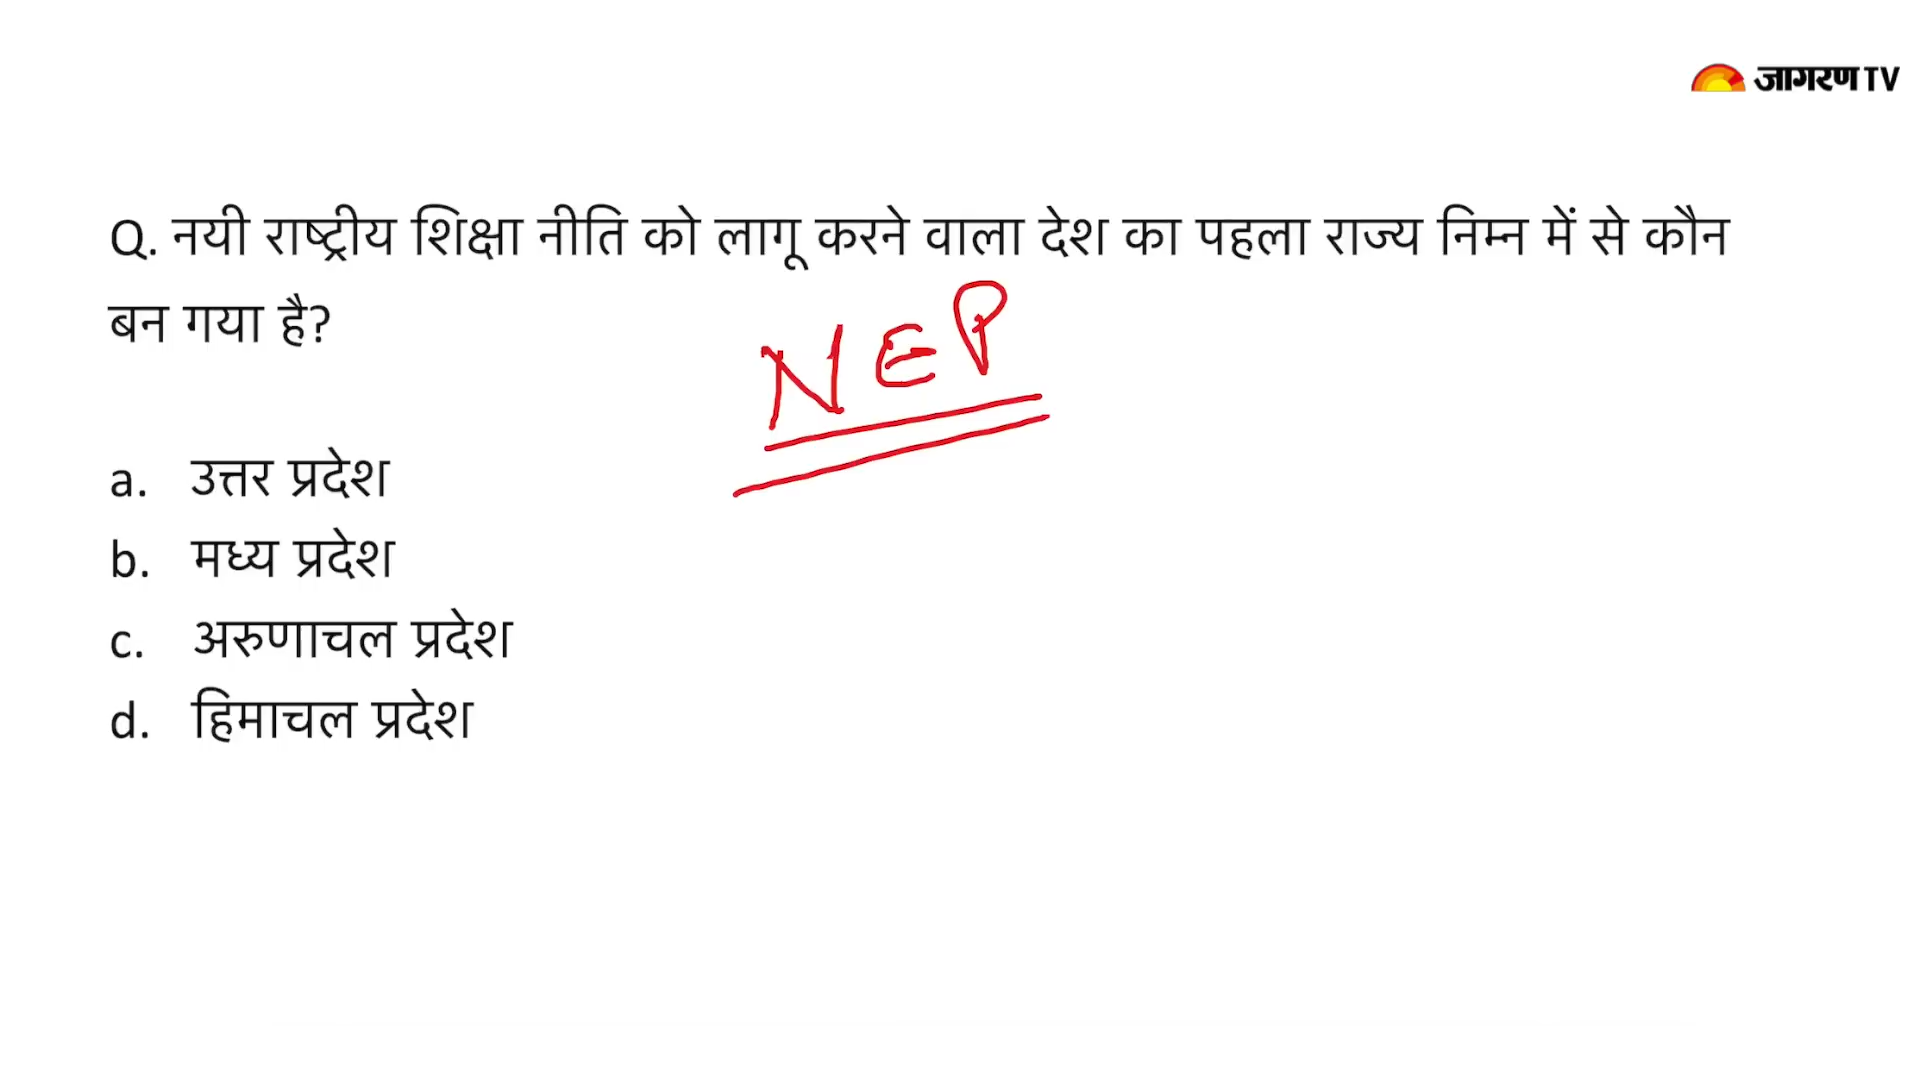 जागरण TV
Q. नयी राष्ट्रीय शिक्षा नीति को लागू करने वाला देश का पहला राज्य निम्न में से कौन
बन गया है?
NEP
a. उत्तर प्रदेश
b. मध्य प्रदेश
c. अरुणाचल प्रदेश
d. हिमाचल प्रदेश